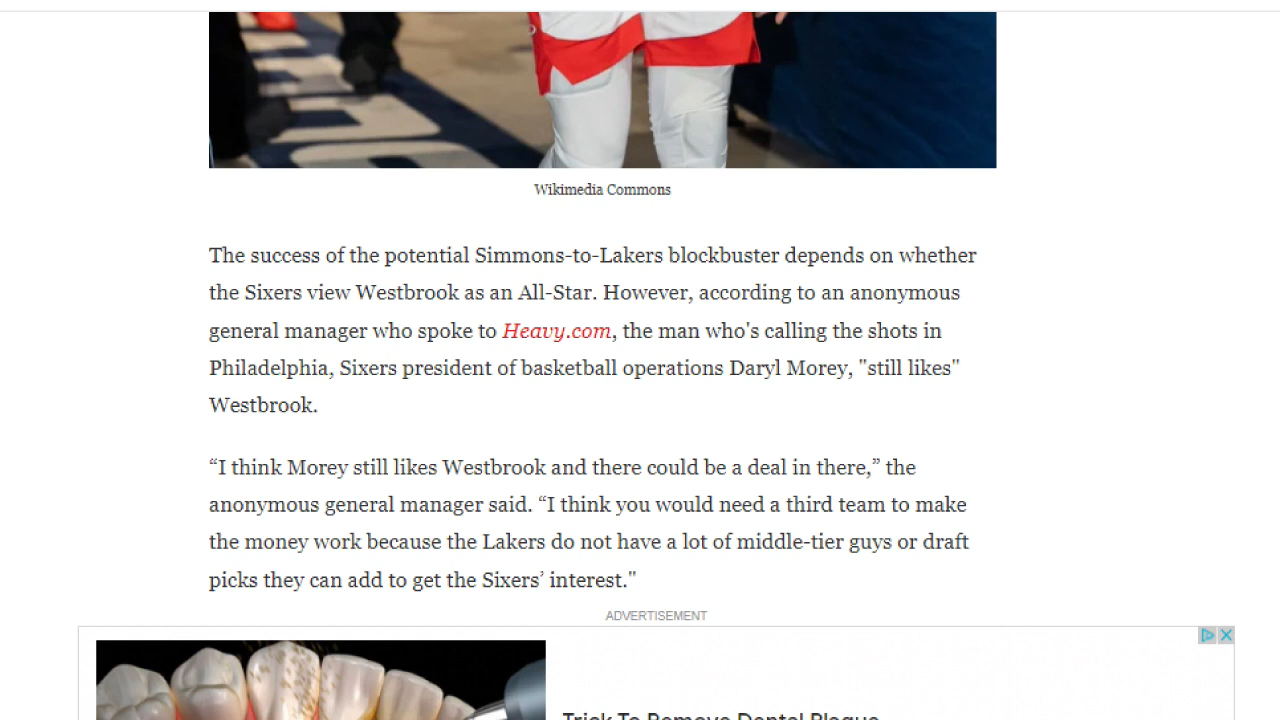 Wikimedia Commons
The success of the potential Simmons-to-Lakers blockbuster depends on whether
the Sixers view Westbrook as an All-Star. However, according to an anonymous
general manager who spoke to Heavy.com, the man who's calling the shots in
Philadelphia, Sixers president of basketball operations Daryl Morey, "still likes"
Westbrook.
“I think Morey still likes Westbrook and there could be a deal in there,” the
anonymous general manager said. “I think you would need a third team to make
the money work because the Lakers do not have a lot of middle-tier guys or draft
picks they can add to get the Sixers’ interest."
ADVERTISEMENT
Trick To Remove Dental Plaque